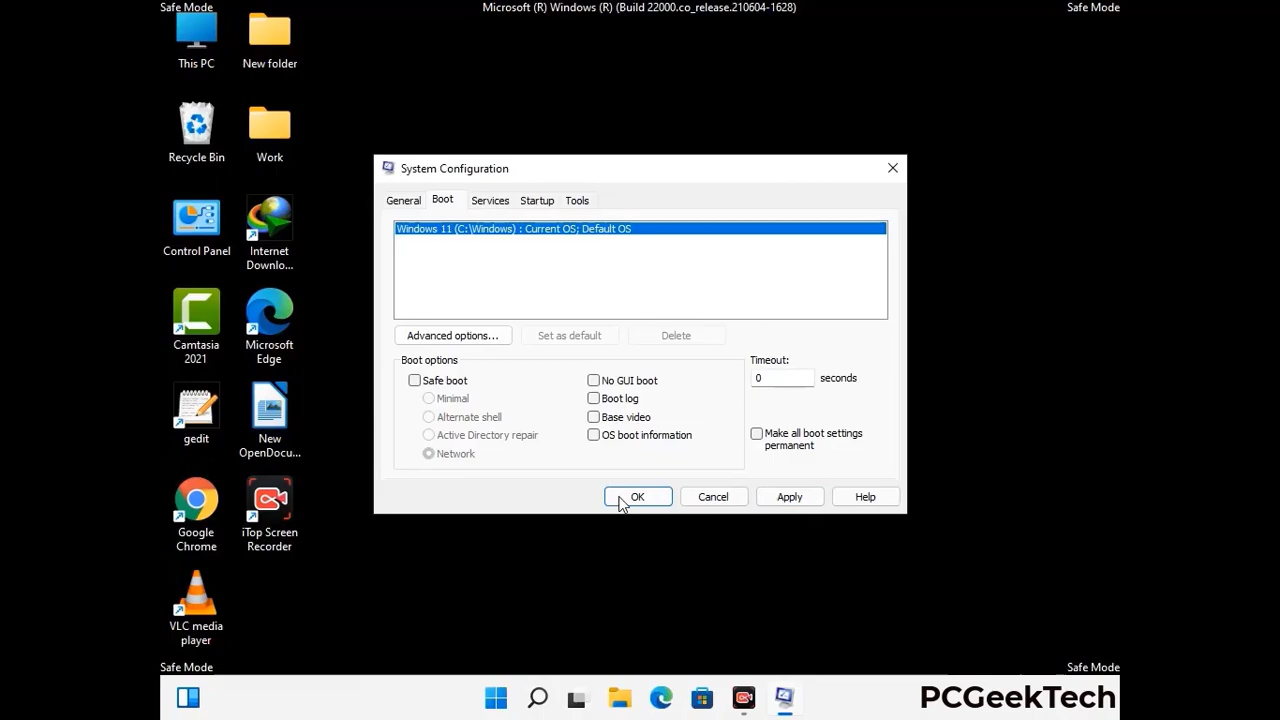 Safe Mode
Microsoft (R) Windows (R) (Build 22000.co_release.210604-1628)
Safe Mode
This PC
New folder
Recycle Bin
Work
Control Panel
Internet
Downlo...
Camtasia
2021
Microsoft
Edge
gedit
New
OpenDocu...
Google
Chrome
iTop Screen
Recorder
VLC media
player
System Configuration
General
Boot
Services
Startup
Tools
Windows 11 (C:\Windows) : Current OS; Default OS
Advanced options...
Set as default
Delete
Boot options
Safe boot
Minimal
Alternate shell
Active Directory repair
Network
No GUI boot
Boot log
Base video
OS boot information
Timeout:
0 seconds
Make all boot settings
permanent
OK
Cancel
Apply
Help
Safe Mode
Safe Mode
PCGeekTech